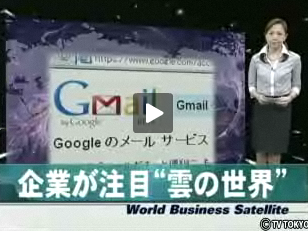 https://www.google.com/acc
Gmail
by Google
Gmail
Google のメール サービス
企業が注目“雲の世界”
World Business Satellite
©TV TOKYO